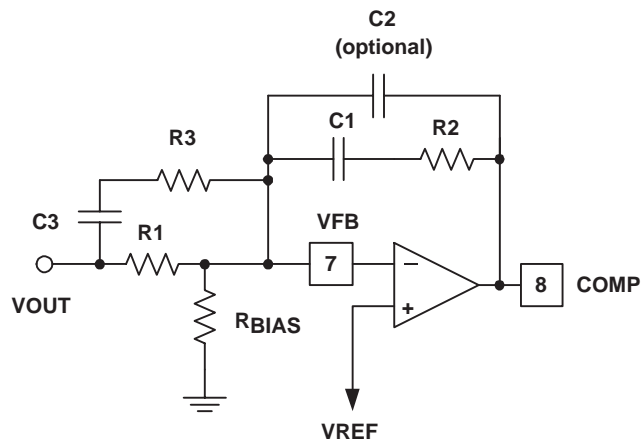 C2
(optional)
C1
R2
R3
C3
R1
VFB
7
−
VOUT
+
8
COMP
RBIAS
VREF